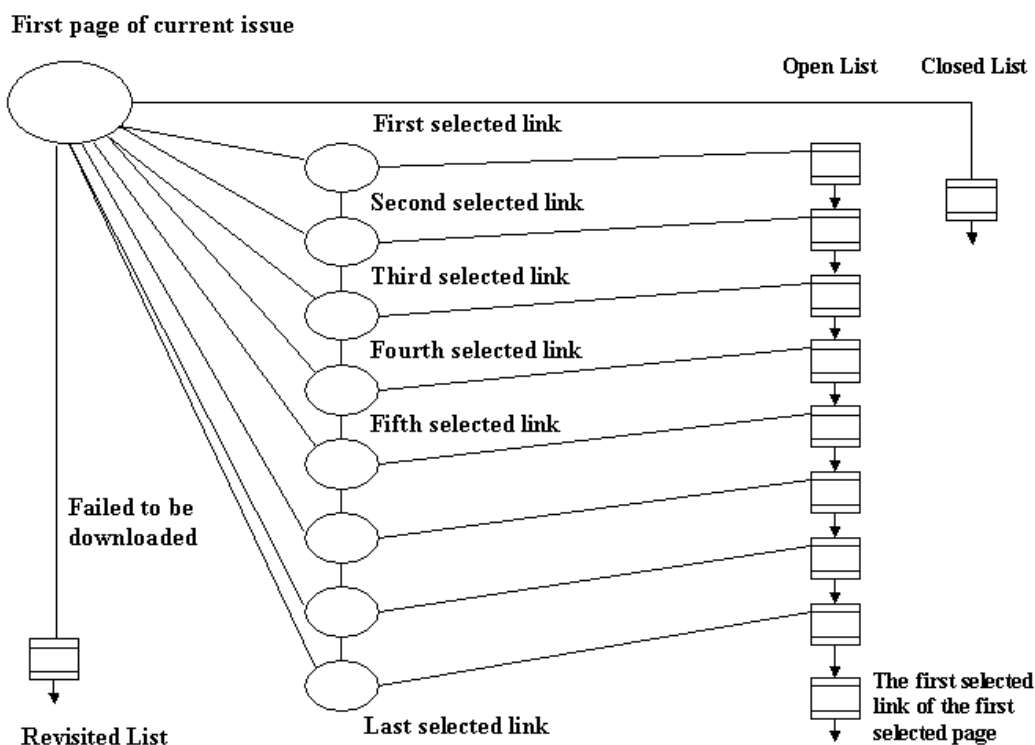 First page of current issue
Open List
Closed List
First selected link
Second selected link
Third selected link
Fourth selected link
Fifth selected link
Failed to be
downloaded
The first selected
link of the first
selected page
Last selected link
Revisited List